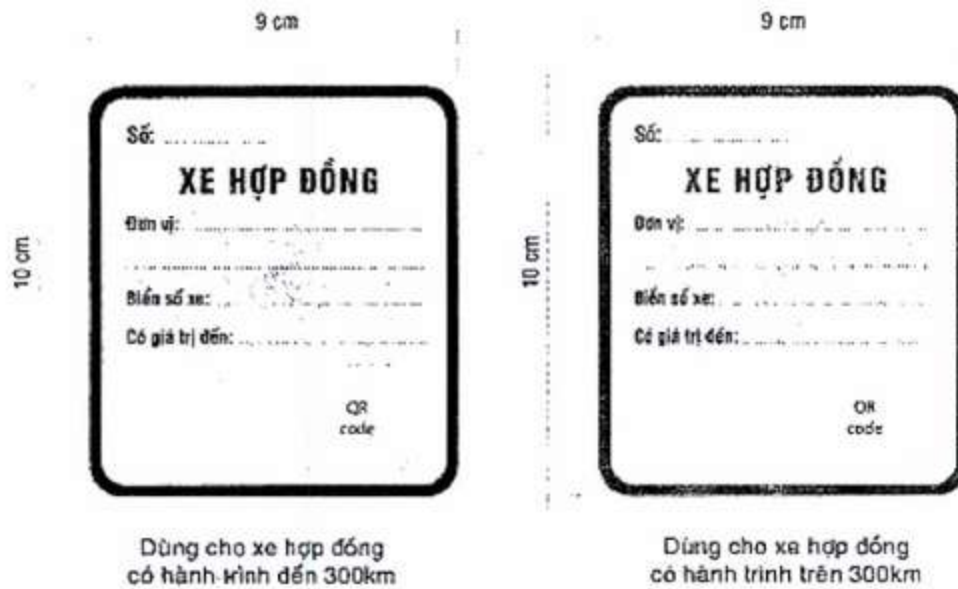 9 cm
10 cm
Số: ............
XE HỢP ĐỒNG
Đơn vị: ............
............
Biển số xe: ............
Có giá trị đến: ............
QR
code
Dùng cho xe hợp đồng
có hành trình đến 300km
9 cm
10 cm
Số: ............
XE HỢP ĐỒNG
Đơn vị: ............
............
Biển số xe: ............
Có giá trị đến: ............
QR
code
Dùng cho xe hợp đồng
có hành trình trên 300km